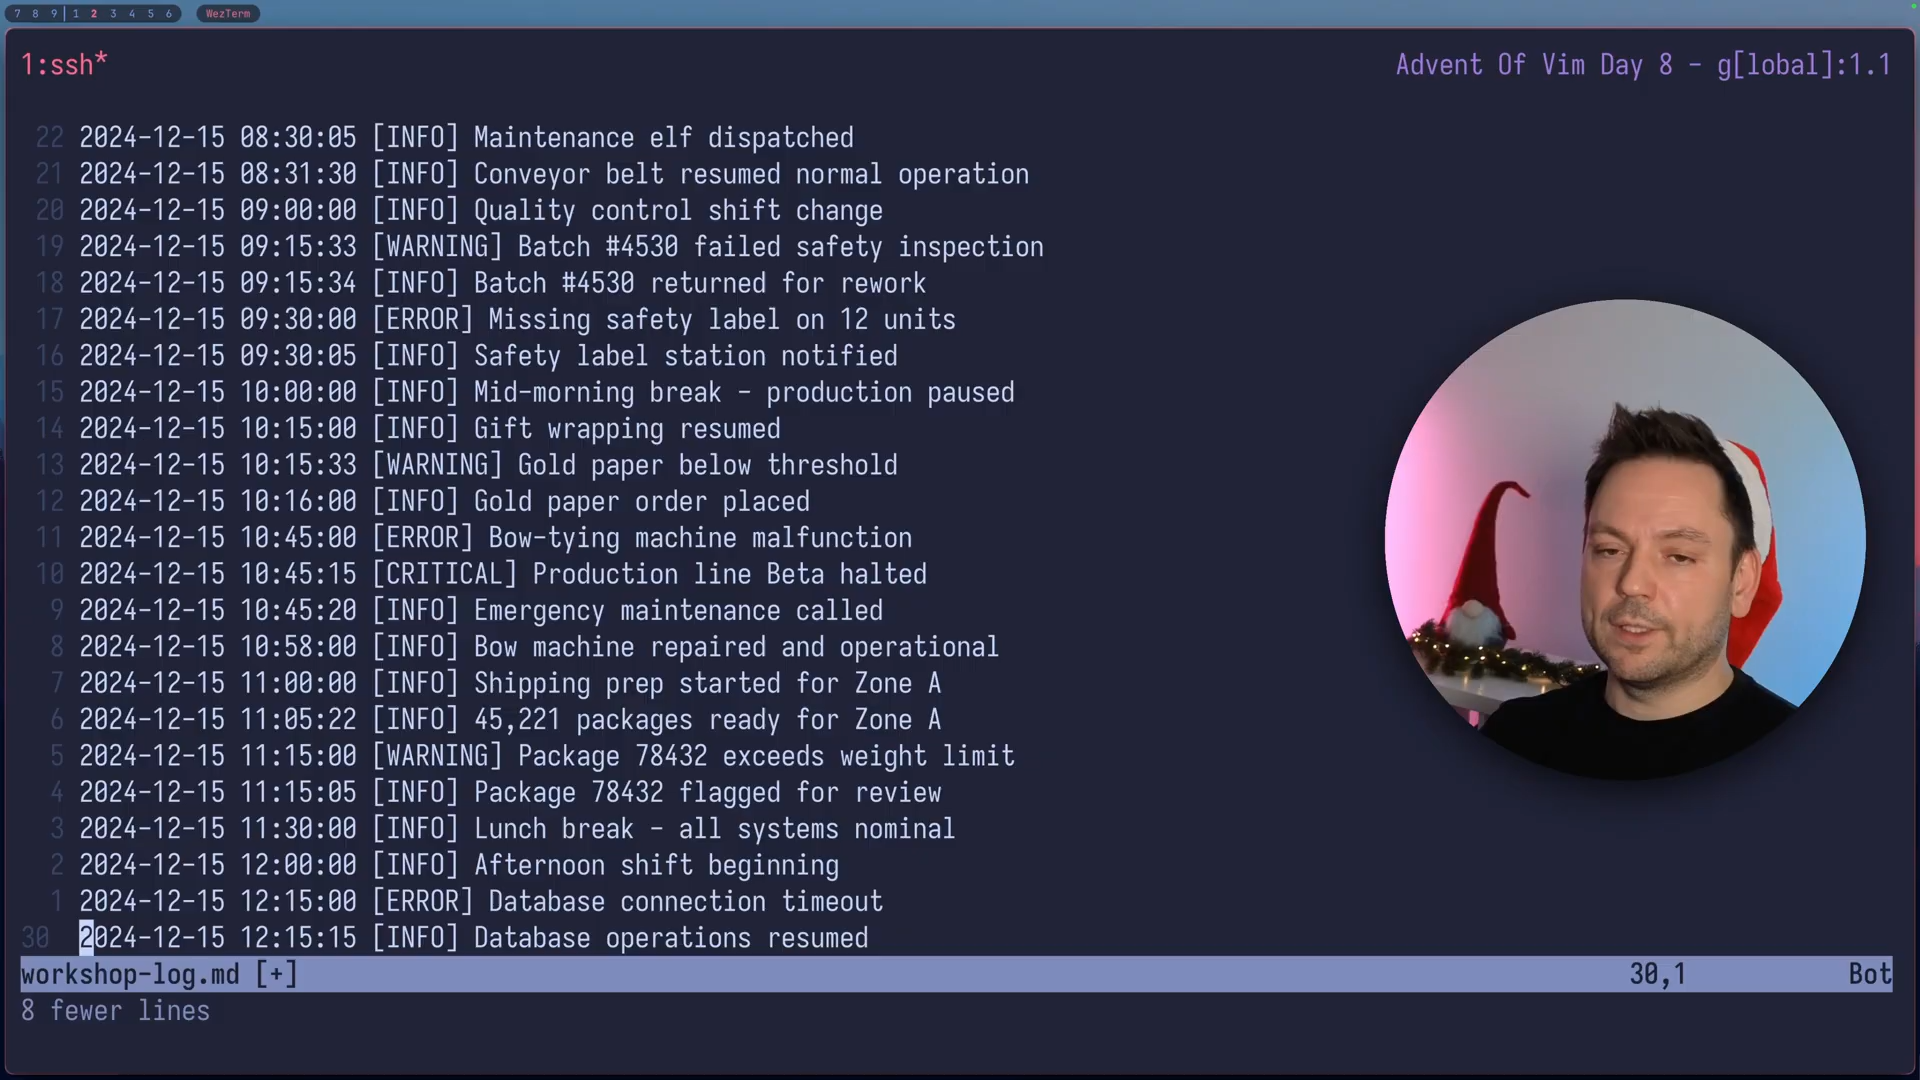 7 8 9 1 2 3 4 5 6 WezTerm
1:ssh* Advent Of Vim Day 8 - g[lobal]:1.1
22 2024-12-15 08:30:05 [INFO] Maintenance elf dispatched
21 2024-12-15 08:31:30 [INFO] Conveyor belt resumed normal operation
20 2024-12-15 09:00:00 [INFO] Quality control shift change
19 2024-12-15 09:15:33 [WARNING] Batch #4530 failed safety inspection
18 2024-12-15 09:15:34 [INFO] Batch #4530 returned for rework
17 2024-12-15 09:30:00 [ERROR] Missing safety label on 12 units
16 2024-12-15 09:30:05 [INFO] Safety label station notified
15 2024-12-15 10:00:00 [INFO] Mid-morning break - production paused
14 2024-12-15 10:15:00 [INFO] Gift wrapping resumed
13 2024-12-15 10:15:33 [WARNING] Gold paper below threshold
12 2024-12-15 10:16:00 [INFO] Gold paper order placed
11 2024-12-15 10:45:00 [ERROR] Bow-tying machine malfunction
10 2024-12-15 10:45:15 [CRITICAL] Production line Beta halted
9 2024-12-15 10:45:20 [INFO] Emergency maintenance called
8 2024-12-15 10:58:00 [INFO] Bow machine repaired and operational
7 2024-12-15 11:00:00 [INFO] Shipping prep started for Zone A
6 2024-12-15 11:05:22 [INFO] 45,221 packages ready for Zone A
5 2024-12-15 11:15:00 [WARNING] Package 78432 exceeds weight limit
4 2024-12-15 11:15:05 [INFO] Package 78432 flagged for review
3 2024-12-15 11:30:00 [INFO] Lunch break - all systems nominal
2 2024-12-15 12:00:00 [INFO] Afternoon shift beginning
1 2024-12-15 12:15:00 [ERROR] Database connection timeout
30 2024-12-15 12:15:15 [INFO] Database operations resumed
workshop-log.md [+] 30,1 Bot
8 fewer lines